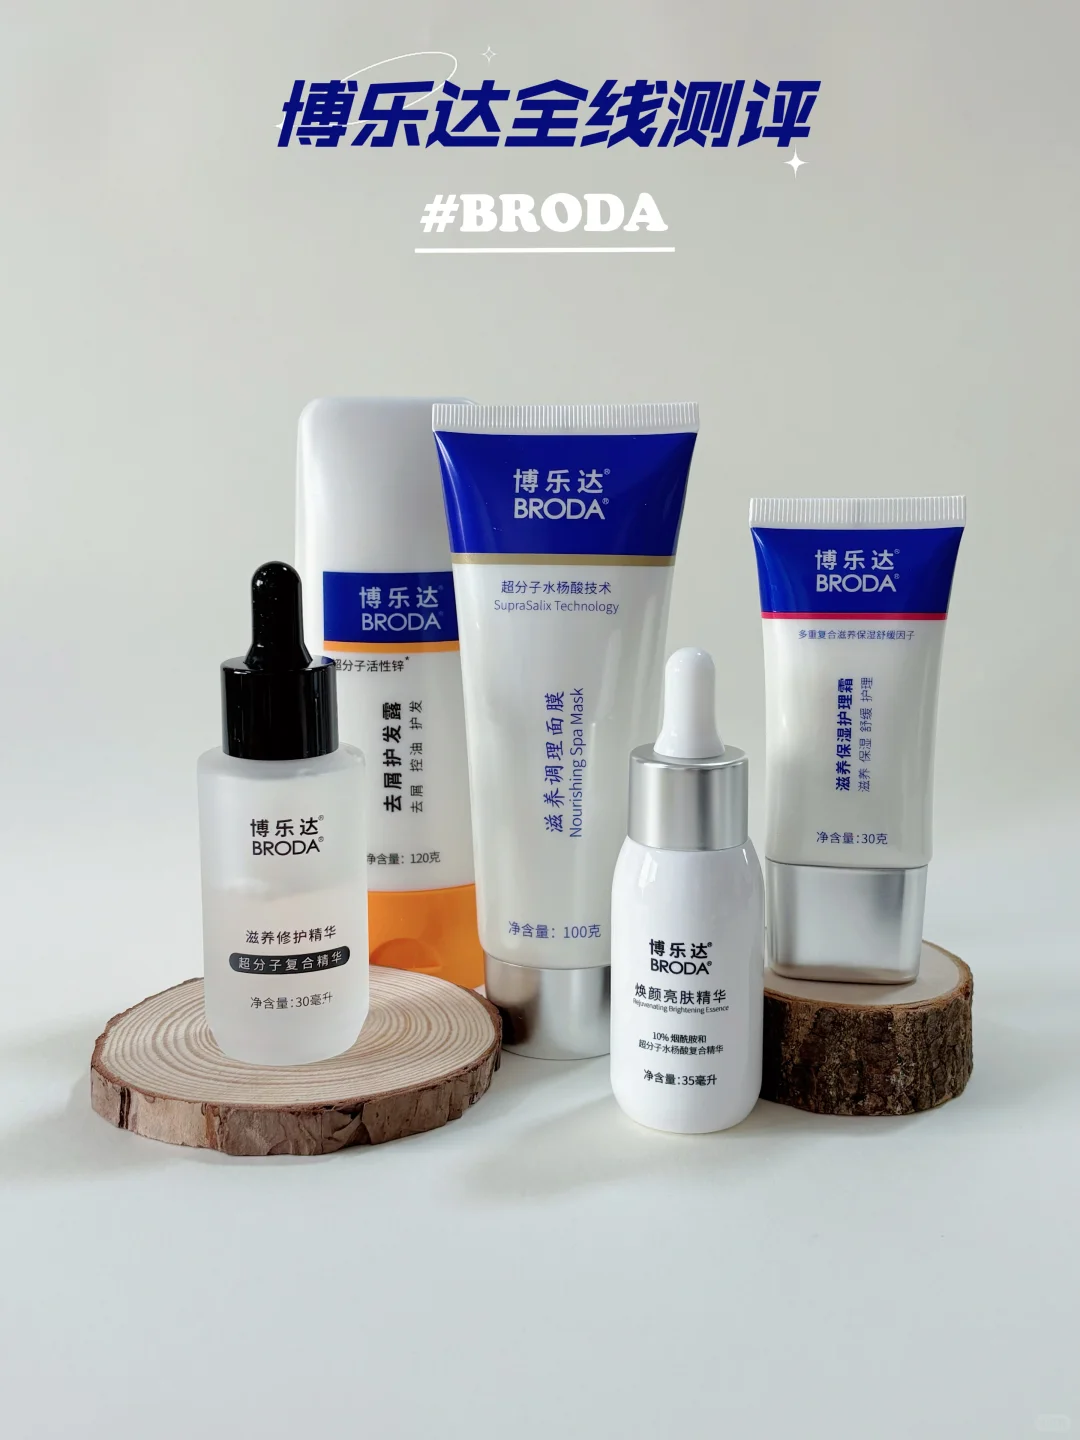 博乐达全线测评
#BRODA
博乐达®
BRODA®
超分子活性锌*
去屑护发露
去屑 控油 护发
净含量：120克
博乐达®
BRODA®
超分子水杨酸技术
SupraSalix Technology
滋养调理面膜
Nourishing Spa Mask
净含量：100克
博乐达®
BRODA®
多重复合滋养保湿舒缓因子
滋养保湿护理霜
滋养 保湿 舒缓 护理
净含量：30克
博乐达®
BRODA®
滋养修护精华
超分子复合精华
净含量：30毫升
博乐达®
BRODA®
焕颜亮肤精华
Rejuvenating Brightening Essence
10% 烟酰胺和
超分子水杨酸复合精华
净含量：35毫升